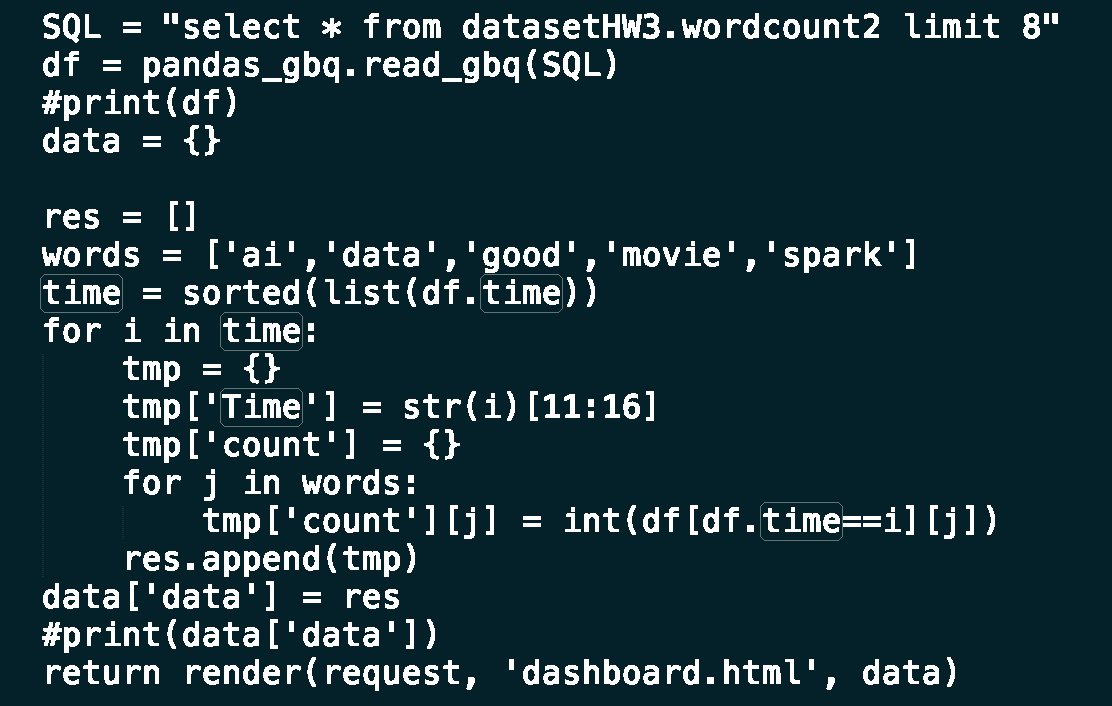 SQL = "select * from datasetHW3.wordcount2 limit 8"
df = pandas_gbq.read_gbq(SQL)
#print(df)
data = {}

res = []
words = ['ai','data','good','movie','spark']
time = sorted(list(df.time))
for i in time:
    tmp = {}
    tmp['Time'] = str(i)[11:16]
    tmp['count'] = {}
    for j in words:
        tmp['count'][j] = int(df[df.time==i][j])
    res.append(tmp)
data['data'] = res
#print(data['data'])
return render(request, 'dashboard.html', data)